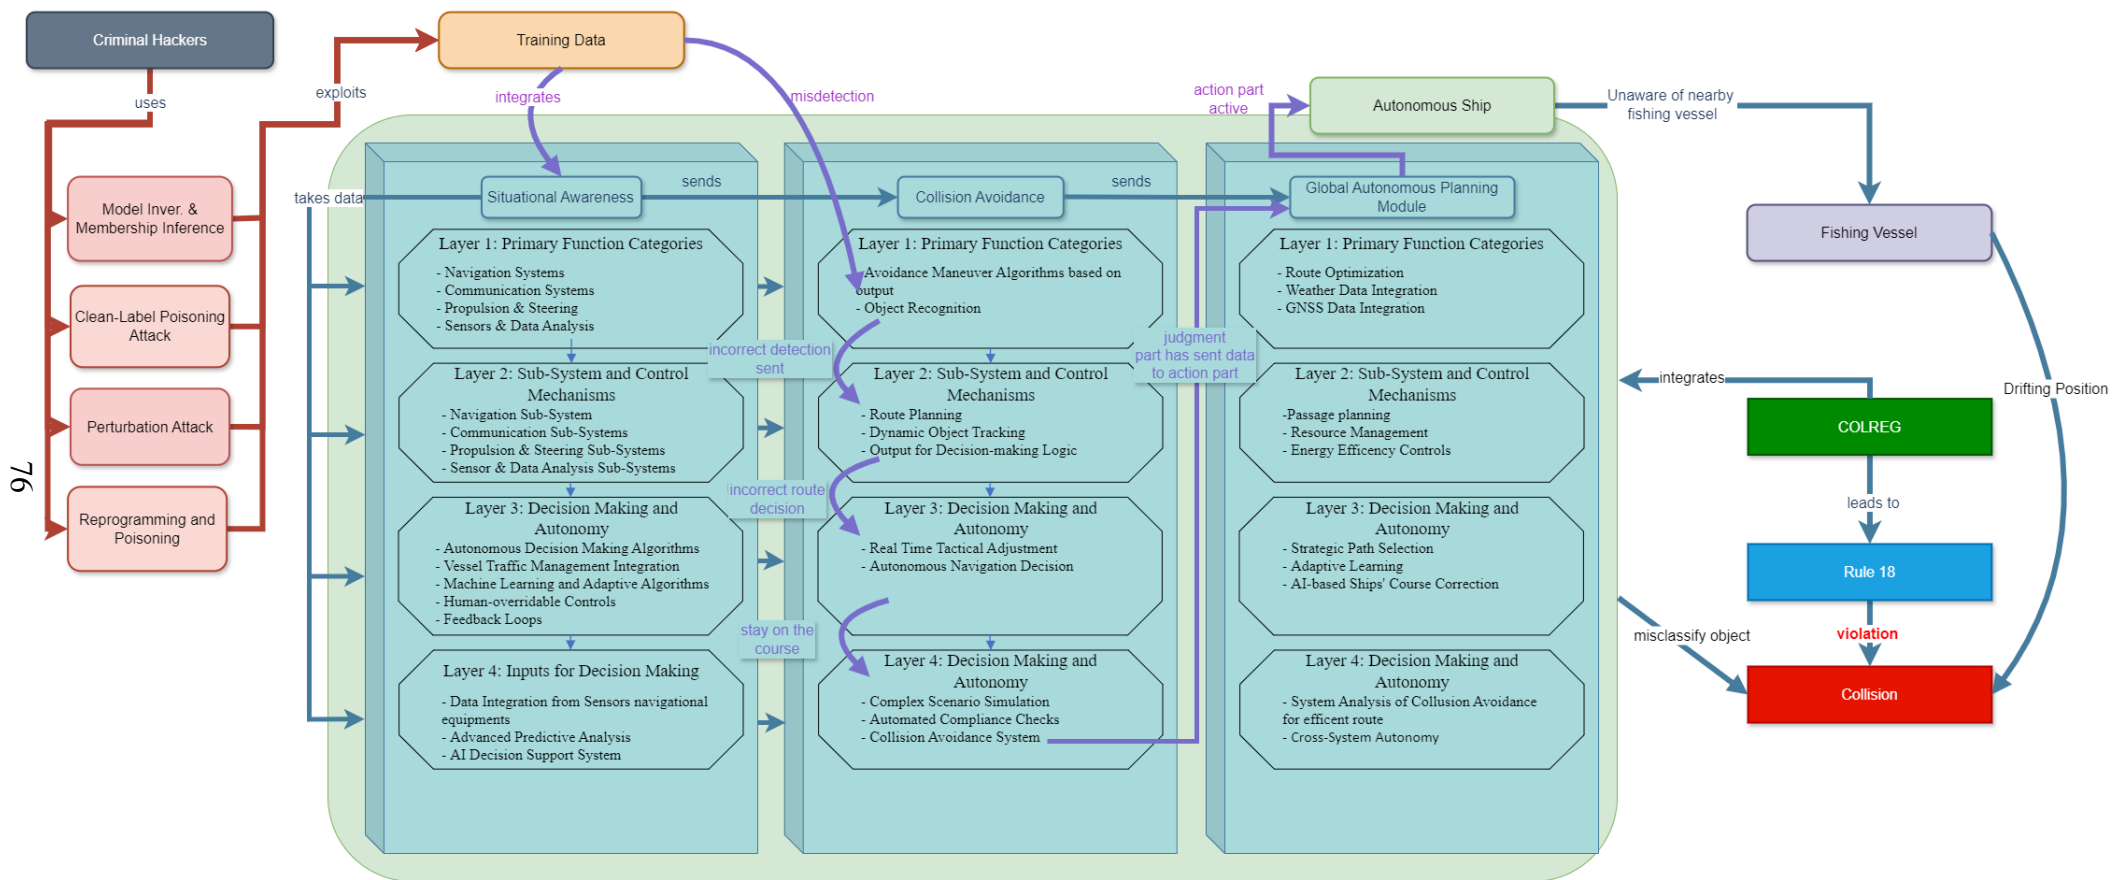 Criminal Hackers
uses
Model Inver. &
Membership Inference
Clean-Label Poisoning
Attack
Perturbation Attack
Reprogramming and
Poisoning
76
exploits
Training Data
integrates
misdetection
takes data
Situational Awareness
sends
Layer 1: Primary Function Categories
- Navigation Systems
- Communication Systems
- Propulsion & Steering
- Sensors & Data Analysis
Layer 2: Sub-System and Control
Mechanisms
- Navigation Sub-System
- Communication Sub-Systems
- Propulsion & Steering Sub-Systems
- Sensor & Data Analysis Sub-Systems
Layer 3: Decision Making and
Autonomy
- Autonomous Decision Making Algorithms
- Vessel Traffic Management Integration
- Machine Learning and Adaptive Algorithms
- Human-overridable Controls
- Feedback Loops
Layer 4: Inputs for Decision Making
- Data Integration from Sensors navigational
equipments
- Advanced Predictive Analysis
- AI Decision Support System
Collision Avoidance
sends
Layer 1: Primary Function Categories
- Avoidance Maneuver Algorithms based on
output
- Object Recognition
incorrect detection
sent
Layer 2: Sub-System and Control
Mechanisms
- Route Planning
- Dynamic Object Tracking
- Output for Decision-making Logic
incorrect route
decision
Layer 3: Decision Making and
Autonomy
- Real Time Tactical Adjustment
- Autonomous Navigation Decision
stay on the
course
Layer 4: Decision Making and
Autonomy
- Complex Scenario Simulation
- Automated Compliance Checks
- Collision Avoidance System
judgment
part has sent data
to action part
action part
active
Autonomous Ship
Global Autonomous Planning
Module
Layer 1: Primary Function Categories
- Route Optimization
- Weather Data Integration
- GNSS Data Integration
Layer 2: Sub-System and Control
Mechanisms
-Passage planning
- Resource Management
- Energy Efficency Controls
Layer 3: Decision Making and
Autonomy
- Strategic Path Selection
- Adaptive Learning
- AI-based Ships' Course Correction
Layer 4: Decision Making and
Autonomy
- System Analysis of Collusion Avoidance
for efficent route
- Cross-System Autonomy
Unaware of nearby
fishing vessel
Fishing Vessel
Drifting Position
integrates
COLREG
leads to
Rule 18
violation
misclassify object
Collision